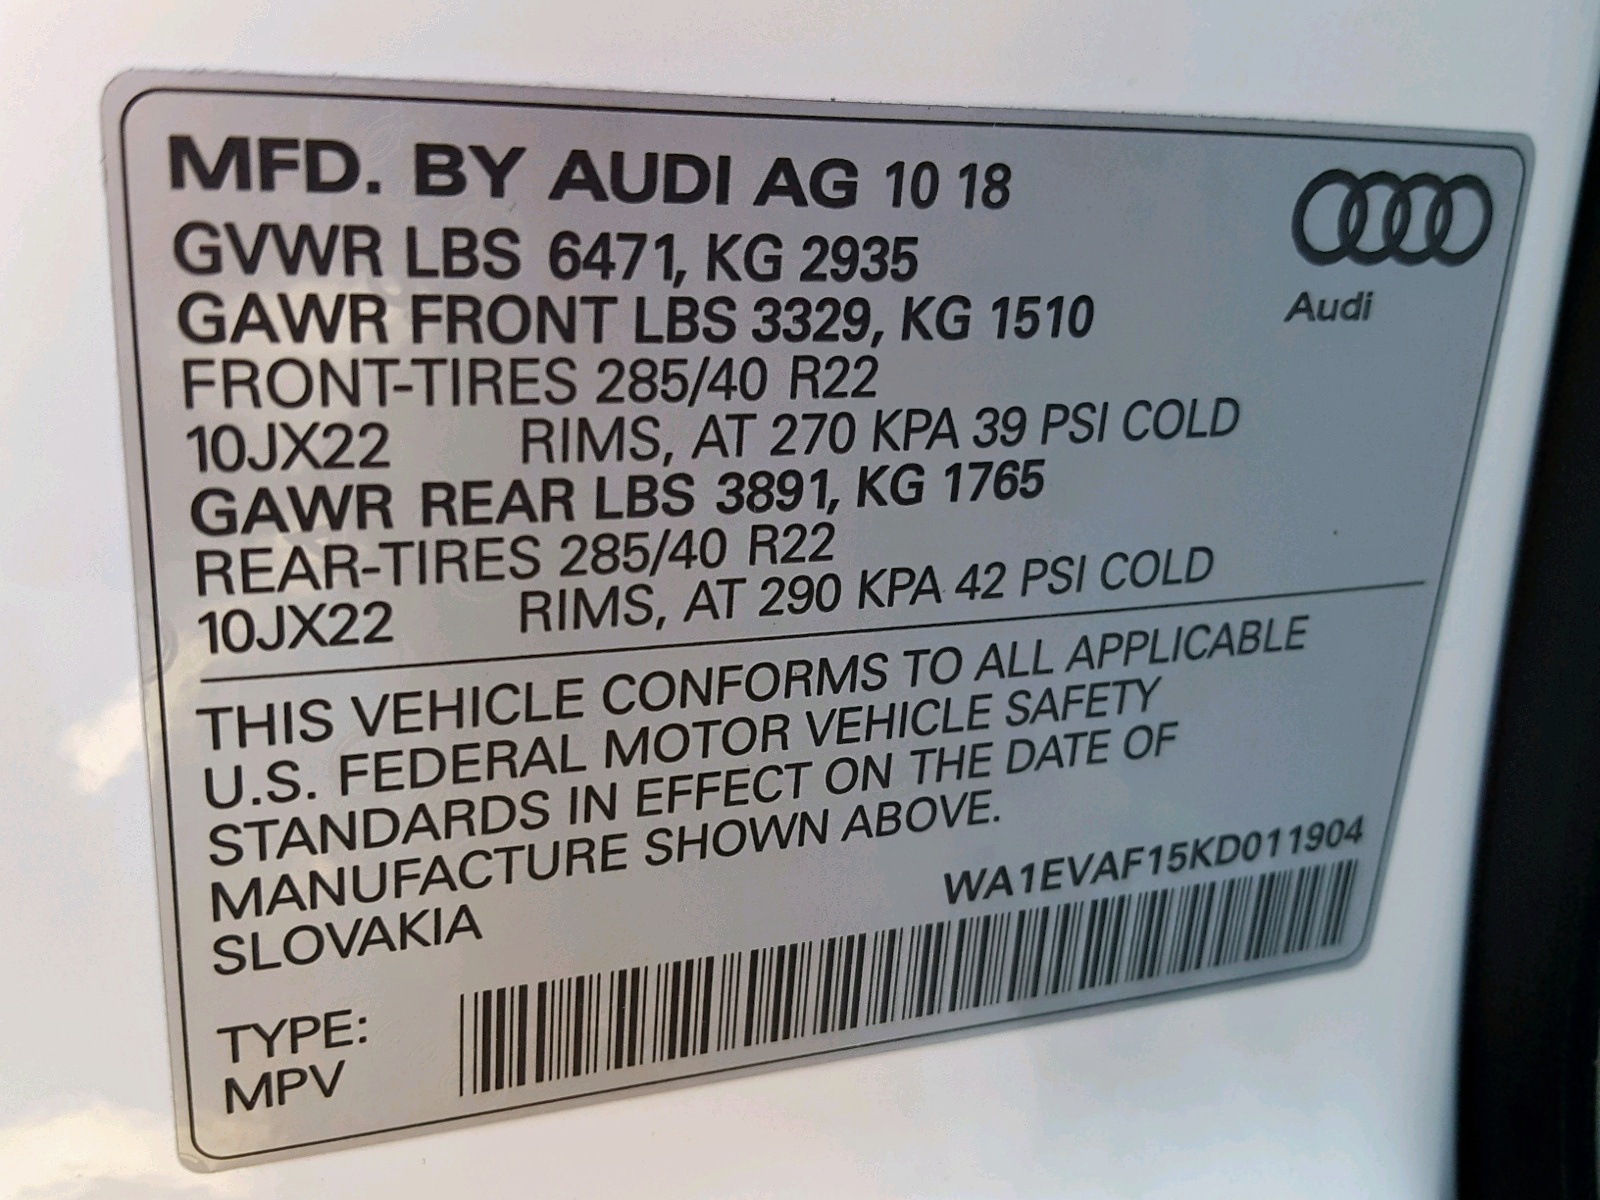 MFD. BY AUDI AG 10 18
GVWR LBS 6471, KG 2935
GAWR FRONT LBS 3329, KG 1510
Audi
FRONT-TIRES 285/40 R22
10JX22 RIMS, AT 270 KPA 39 PSI COLD
GAWR REAR LBS 3891, KG 1765
REAR-TIRES 285/40 R22
10JX22 RIMS, AT 290 KPA 42 PSI COLD
THIS VEHICLE CONFORMS TO ALL APPLICABLE
U.S. FEDERAL MOTOR VEHICLE SAFETY
STANDARDS IN EFFECT ON THE DATE OF
MANUFACTURE SHOWN ABOVE.
SLOVAKIA
WA1EVAF15KD011904
TYPE:
MPV